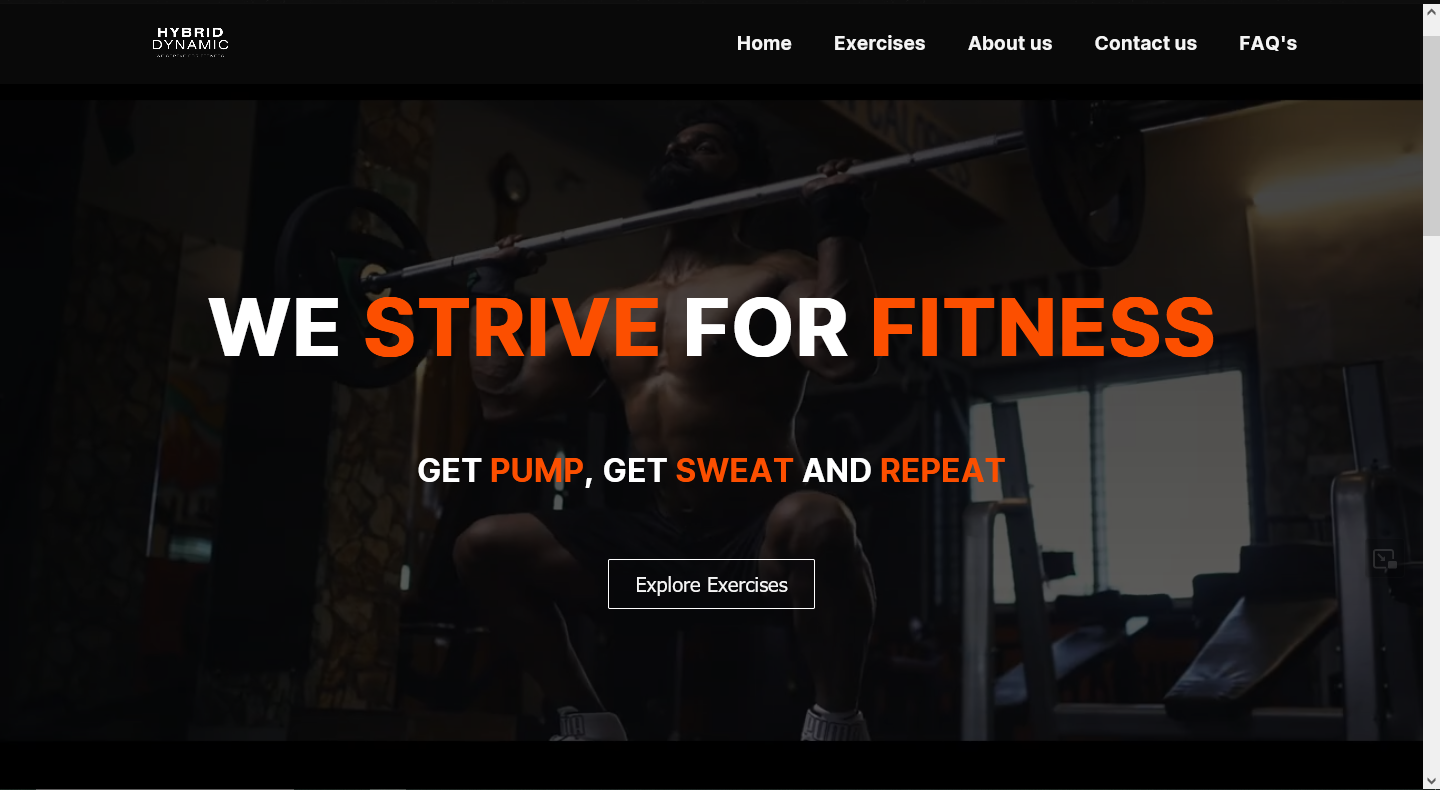 HYBRID
DYNAMIC
Home Exercises About us Contact us FAQ's
WE STRIVE FOR FITNESS
GET PUMP, GET SWEAT AND REPEAT
Explore Exercises